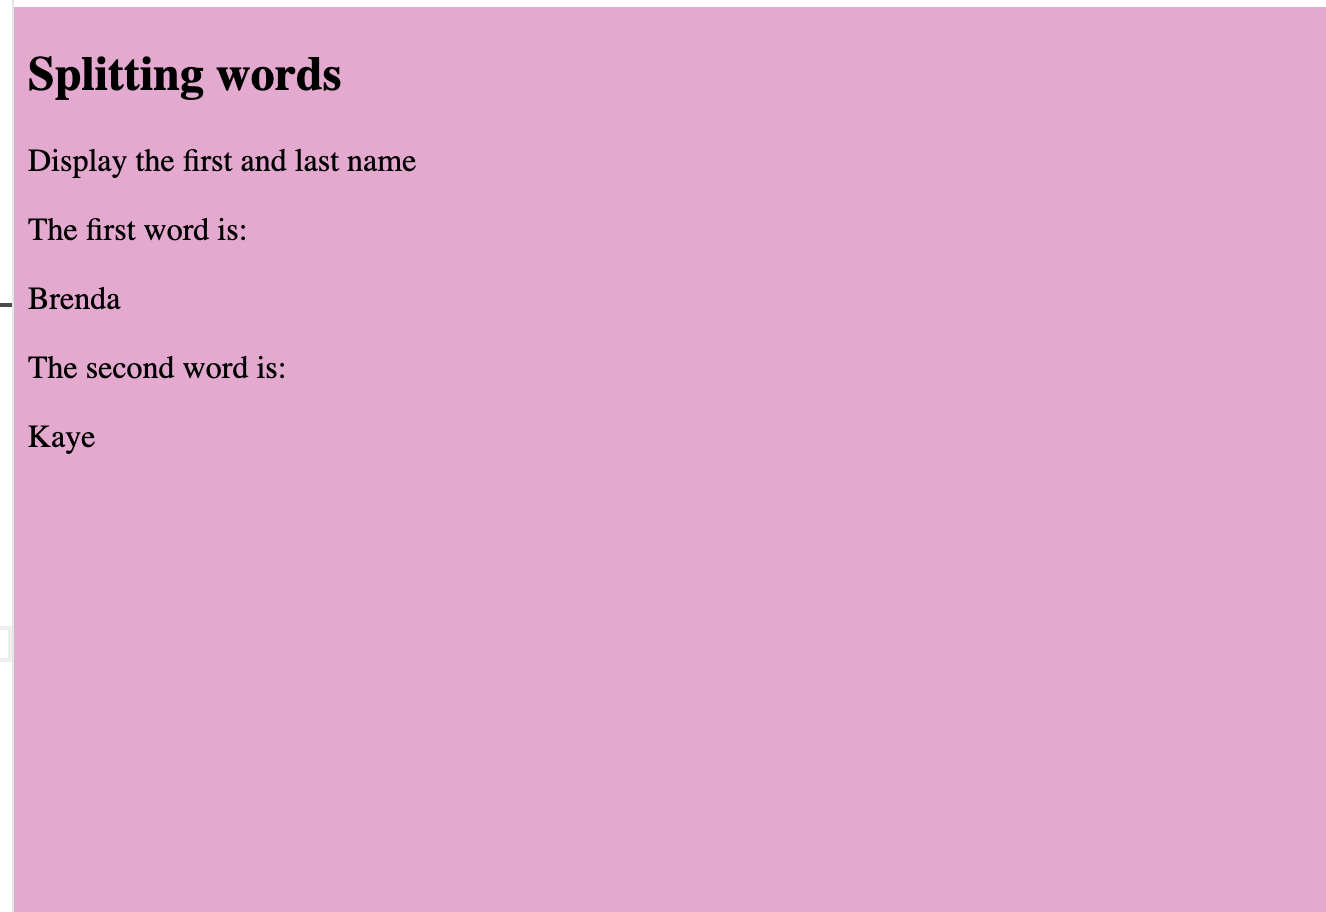 Splitting words
Display the first and last name
The first word is:
Brenda
The second word is:
Kaye